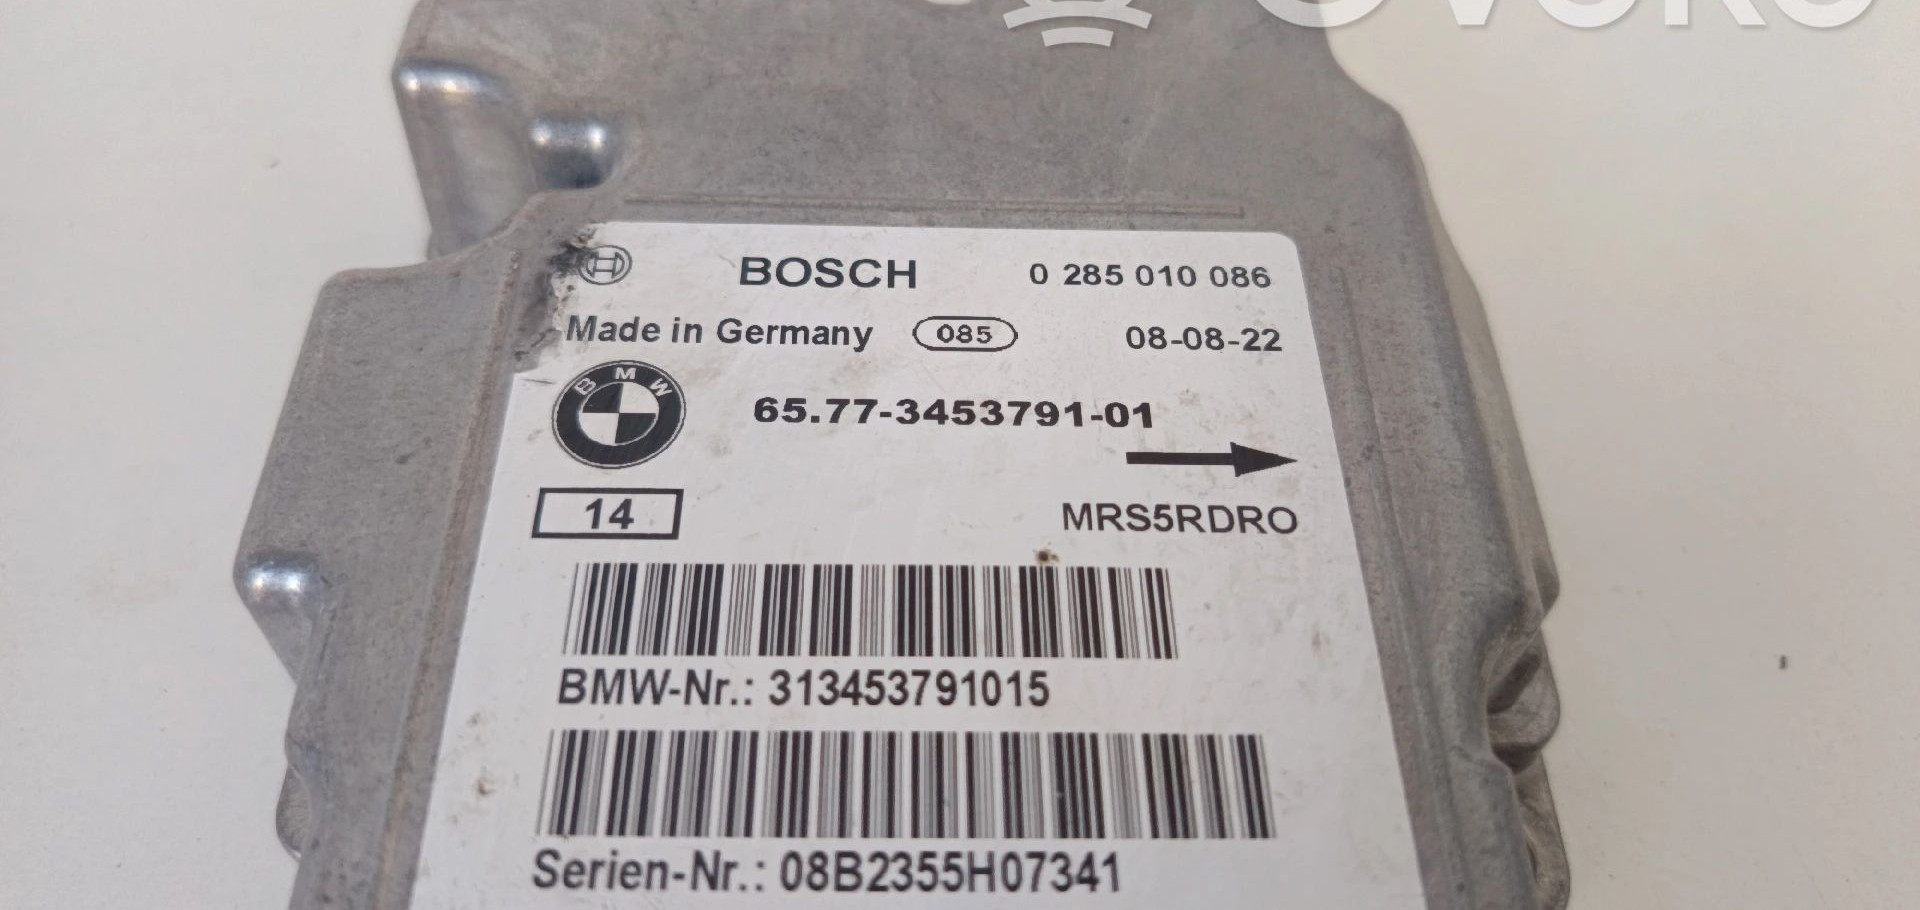 BOSCH 0 285 010 086
Made in Germany 085 08-08-22
BMW 65.77-3453791-01
14 MRS5RDRO
BMW-Nr.: 313453791015
Serien-Nr.: 08B2355H07341